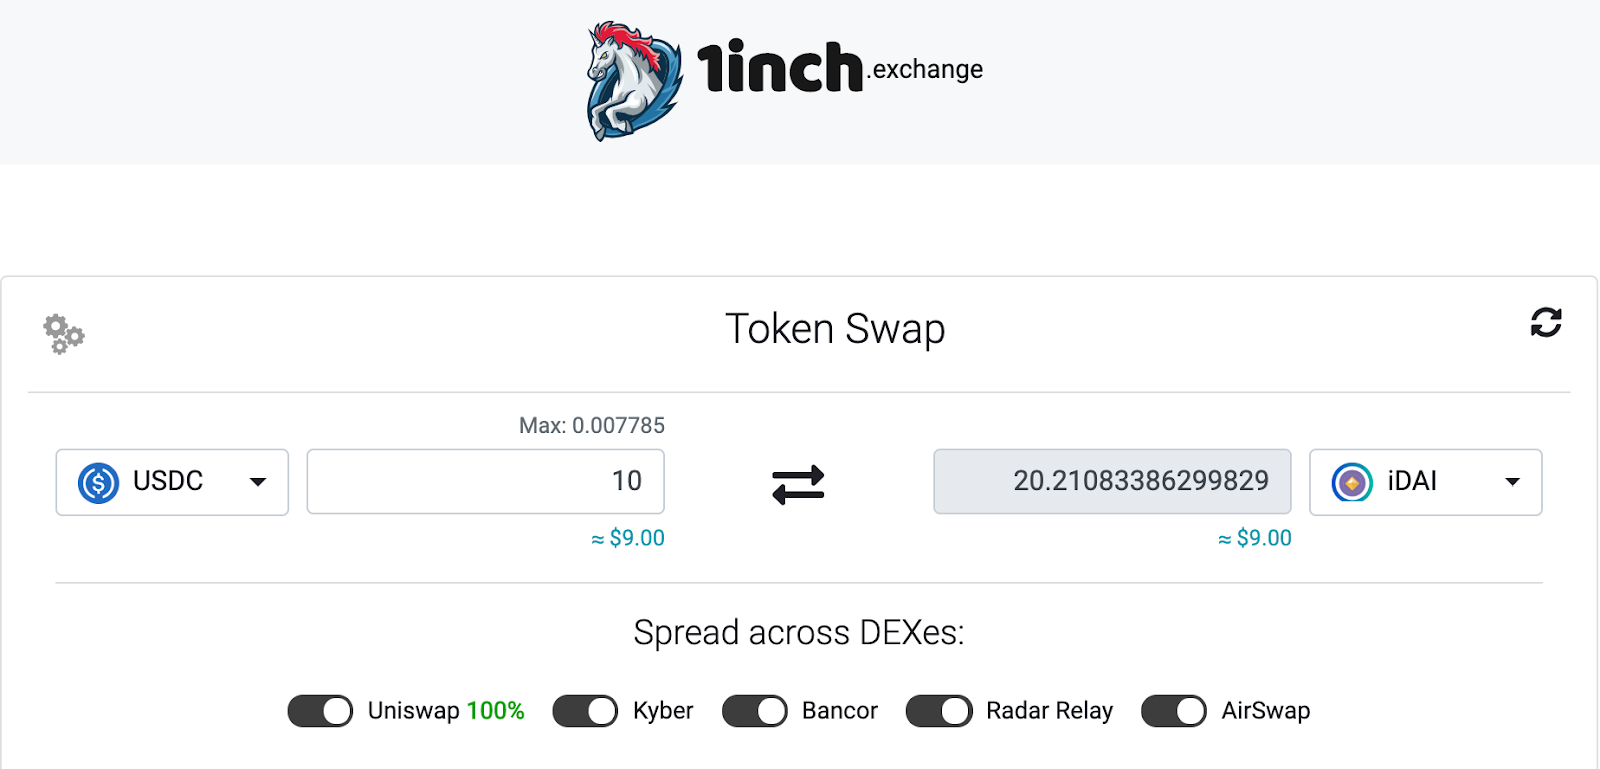 1inch.exchange
Token Swap
Max: 0.007785
USDC 10 20.21083386299829 iDAI
≈ $9.00 ≈ $9.00
Spread across DEXes:
Uniswap 100% Kyber Bancor Radar Relay AirSwap